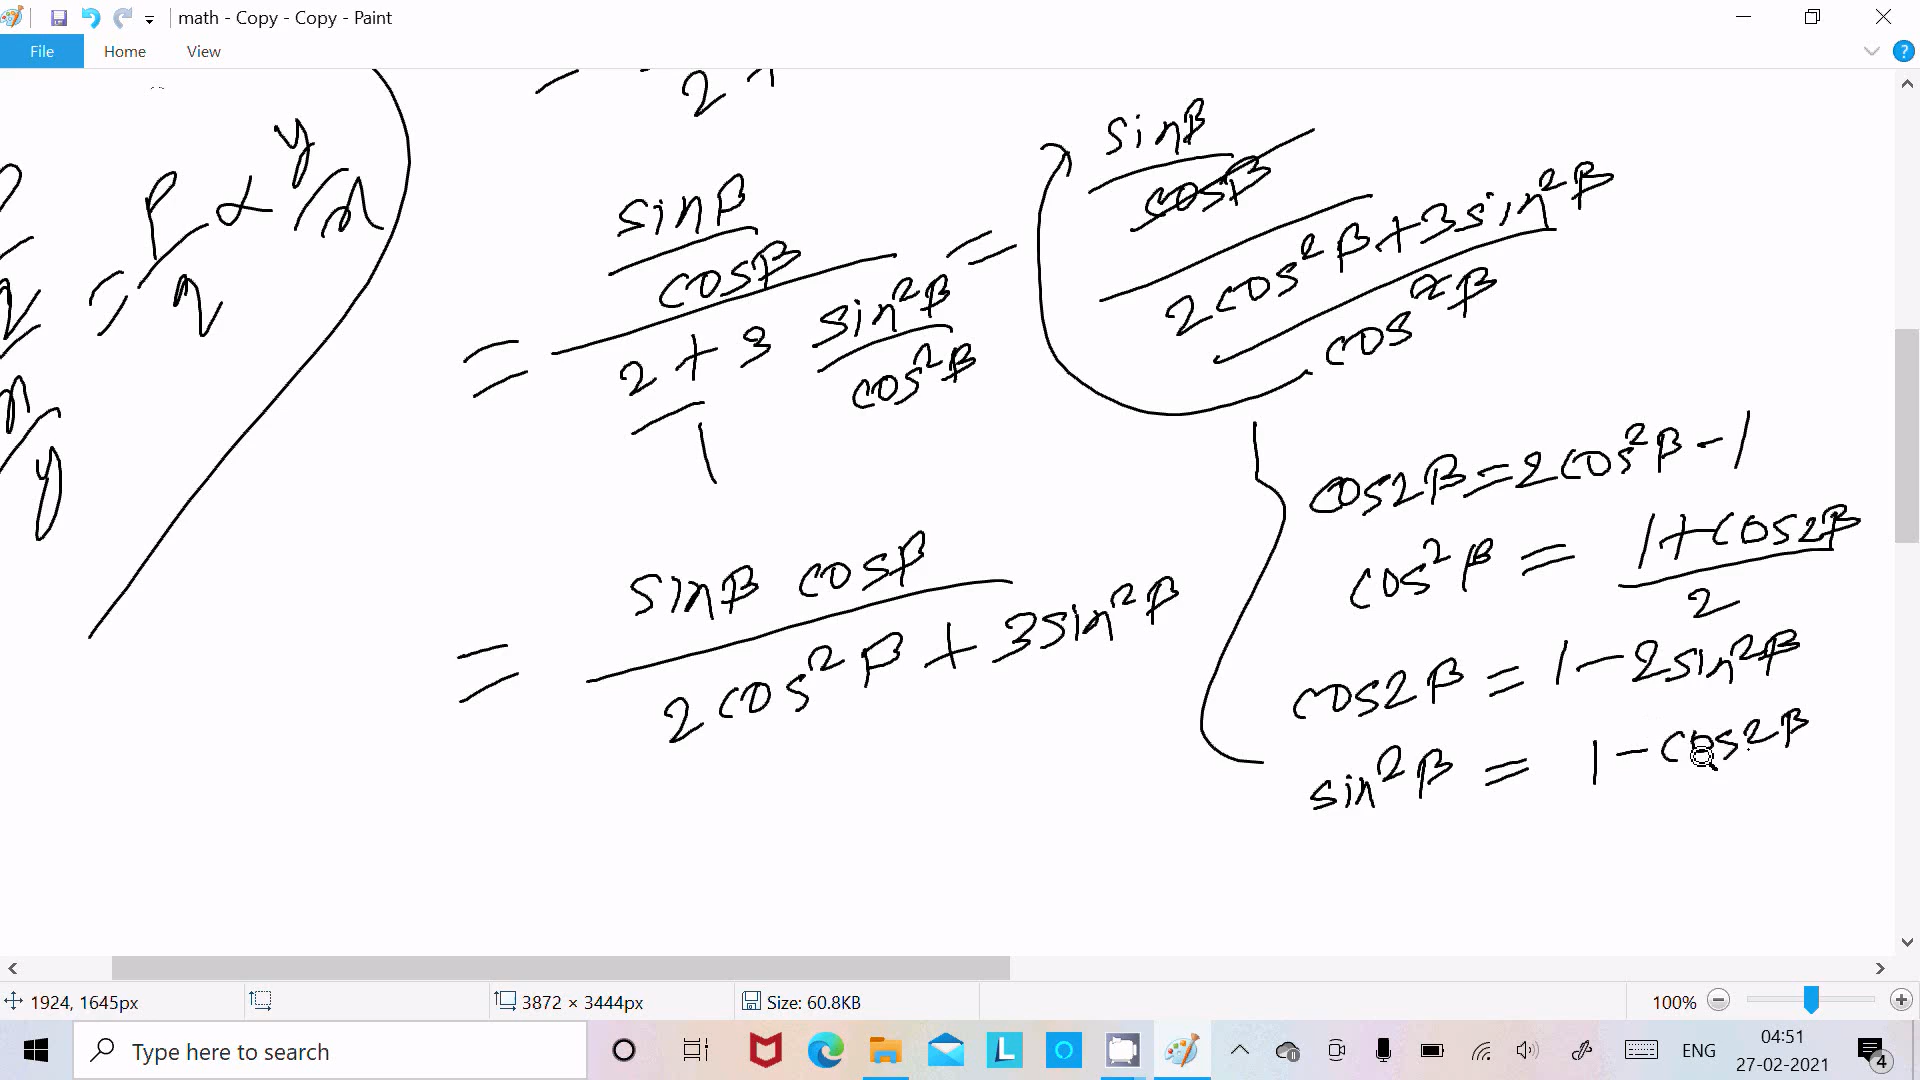 math - Copy - Copy - Paint
File Home View
p/q = p/q ∝ y/x
x/y
= (sinβ/cosβ)/(2/1 + 3 sin²β/cos²β) = (sinβ/cosβ)/((2cos²β+3sin²β)/cos²β)
= sinβ cosβ/(2cos²β + 3sin²β)
cos2β = 2cos²β - 1
cos²β = (1+cos2β)/2
cos2β = 1 - 2sin²β
sin²β = 1 - cos2β
1924, 1645px 3872 × 3444px Size: 60.8KB 100%
Type here to search ENG 04:51
27-02-2021 4